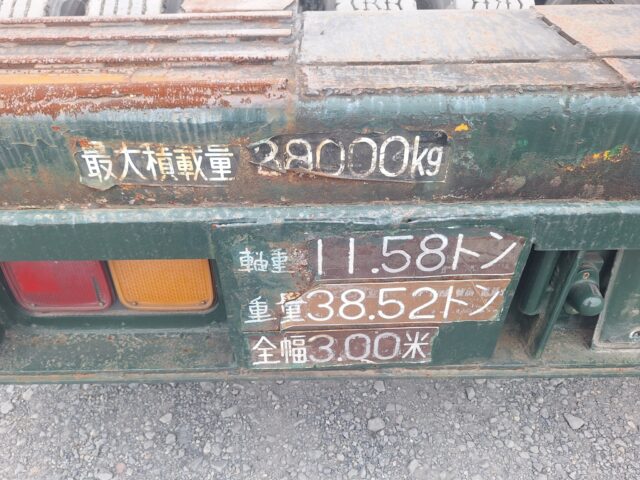 最大積載量 28000kg
軸重 11.58トン
重量 38.52トン
全幅 3.00米